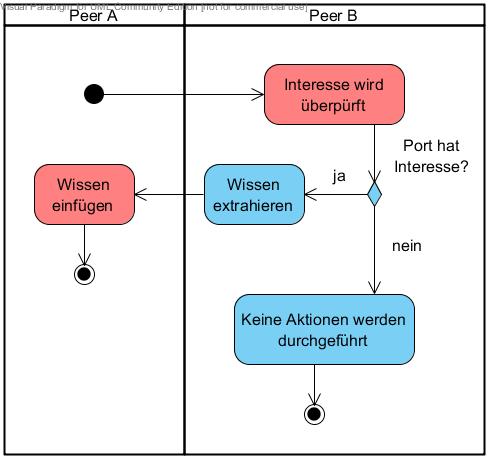 Visual Paradigm for UML Community Edition [not for commercial use]
Peer A
Peer B
Interesse wird
überpürft
Port hat
Interesse?
ja
Wissen
extrahieren
Wissen
einfügen
nein
Keine Aktionen werden
durchgeführt